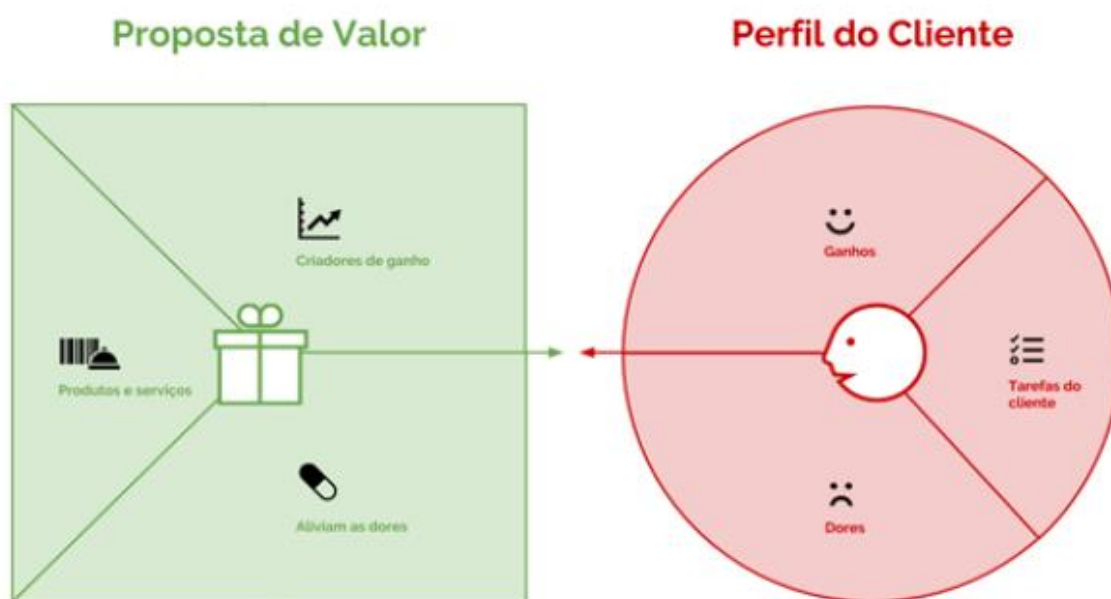 Proposta de Valor
Perfil do Cliente
Criadores de ganho
Produtos e serviços
Aliviam as dores
Ganhos
Tarefas do
cliente
Dores